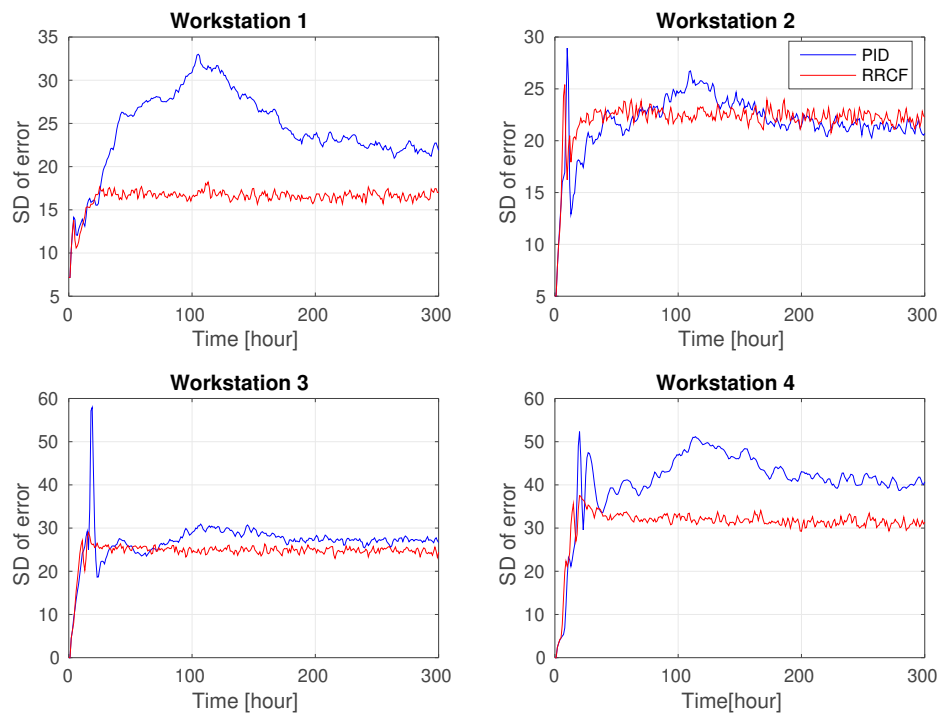 Workstation 1
35
30
25
20
15
10
5
SD of error
0 100 200 300
Time [hour]
Workstation 2
30
25
20
15
10
5
SD of error
PID
RRCF
0 100 200 300
Time [hour]
Workstation 3
60
50
40
30
20
10
0
SD of error
0 100 200 300
Time [hour]
Workstation 4
60
50
40
30
20
10
0
SD of error
0 100 200 300
Time[hour]